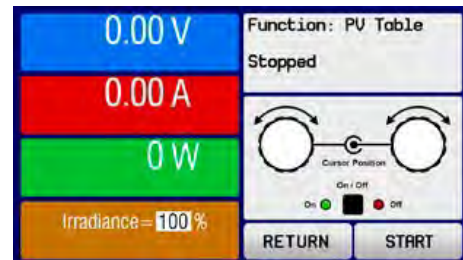 0.00 V
0.00 A
0 W
Irradiance= 100 %
Function: PV Table
Stopped
Cursor Position
On / Off
On
Off
RETURN
START